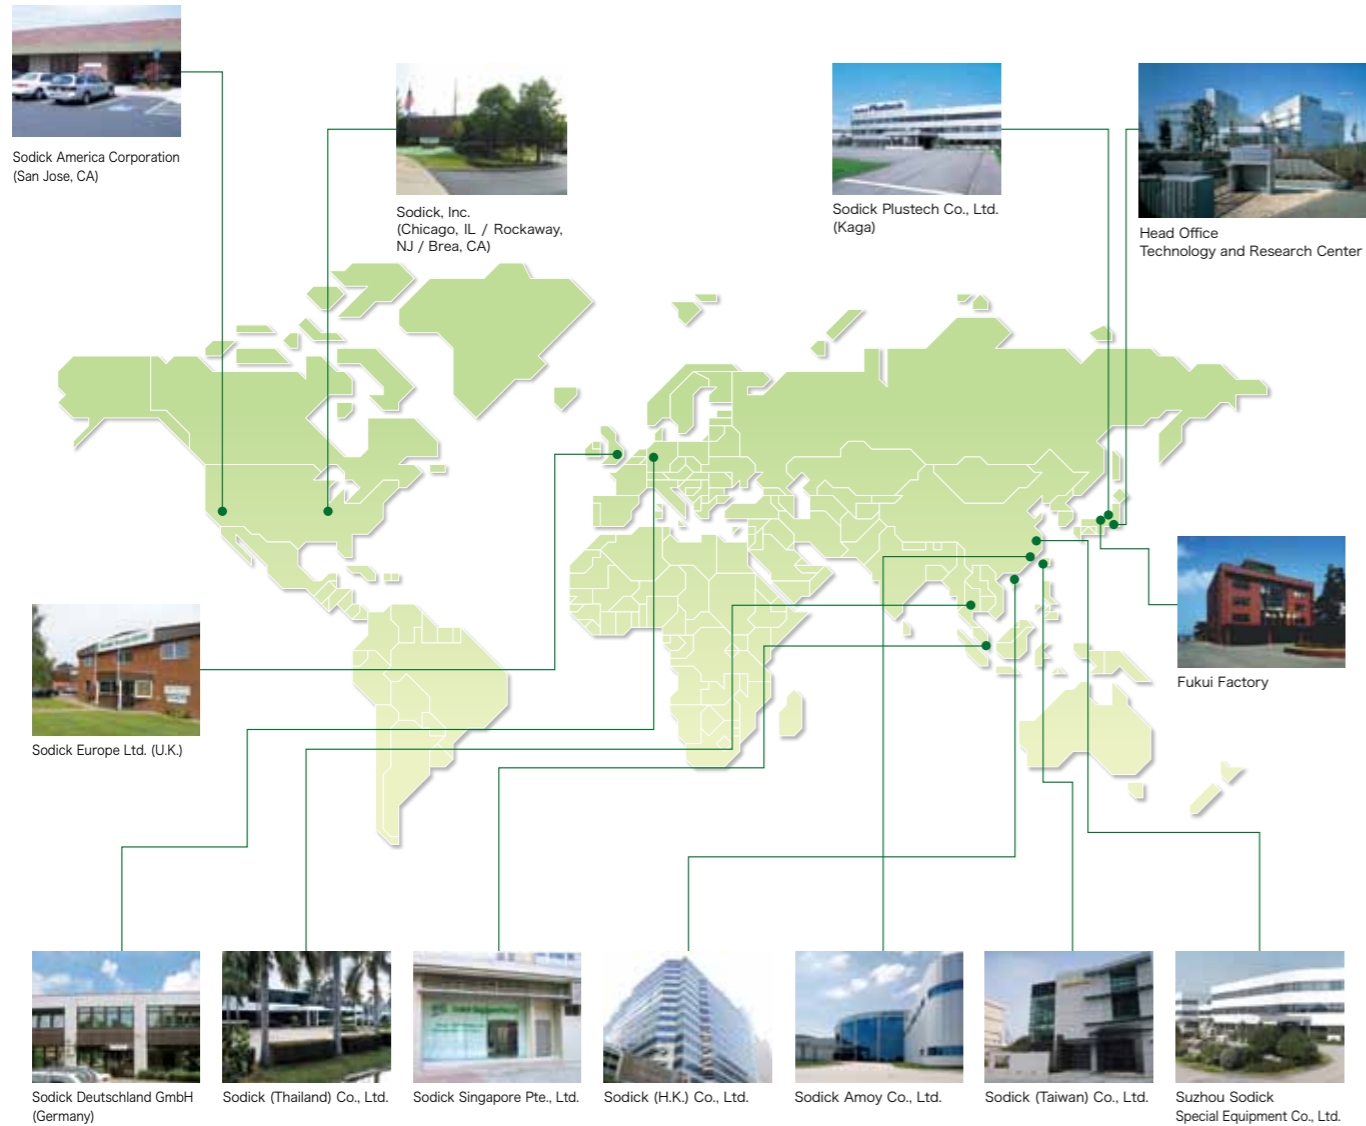 Sodick America Corporation
(San Jose, CA)
Sodick, Inc.
(Chicago, IL / Rockaway,
NJ / Brea, CA)
Plustech
Sodick Plustech Co., Ltd.
(Kaga)
Head Office
Technology and Research Center
Fukui Factory
Sodick Europe Ltd. (U.K.)
Sodick Deutschland GmbH
(Germany)
Sodick (Thailand) Co., Ltd.
Sodick Singapore Pte., Ltd.
Sodick (H.K.) Co., Ltd.
Sodick Amoy Co., Ltd.
Sodick (Taiwan) Co., Ltd.
Suzhou Sodick
Special Equipment Co., Ltd.